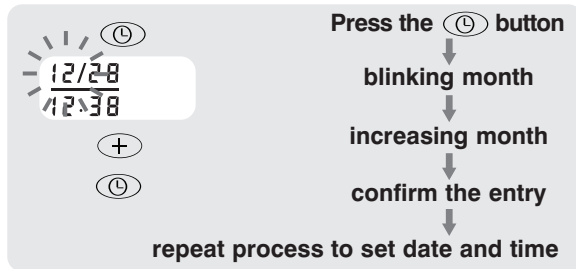 Press the button
12/28
12:38
blinking month
increasing month
+
confirm the entry
repeat process to set date and time